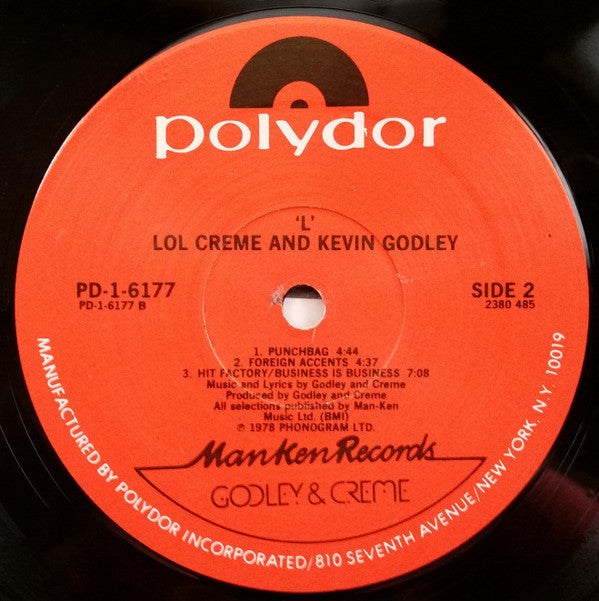 polydor
'L'
LOL CREME AND KEVIN GODLEY
PD-1-6177
PD-1-6177 B
SIDE 2
2380 485
1. PUNCHBAG 4:44
2. FOREIGN ACCENTS 4:37
3. HIT FACTORY/BUSINESS IS BUSINESS 7:08
Music and Lyrics by Godley and Creme
Produced by Godley and Creme
All selections published by Man-Ken
Music Ltd. (BMI)
℗ 1978 PHONOGRAM LTD.
ManKenRecords
GODLEY & CREME
MANUFACTURED BY POLYDOR INCORPORATED/810 SEVENTH AVENUE/NEW YORK, N.Y. 10019